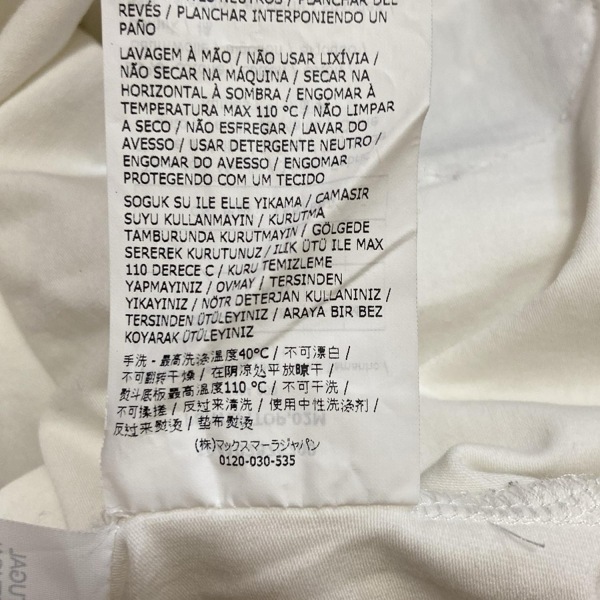 REVÉS / PLANCHAR INTERPONIENDO UN
PAÑO
LAVAGEM À MÃO / NÃO USAR LIXÍVIA /
NÃO SECAR NA MÁQUINA / SECAR NA
HORIZONTAL À SOMBRA / ENGOMAR À
TEMPERATURA MAX 110 °C / NÃO LIMPAR
A SECO / NÃO ESFREGAR / LAVAR DO
AVESSO / USAR DETERGENTE NEUTRO /
ENGOMAR DO AVESSO / ENGOMAR
PROTEGENDO COM UM TECIDO
SOGUK SU ILE ELLE YIKAMA / CAMASIR
SUYU KULLANMAYIN / KURUTMA
TAMBURUNDA KURUTMAYIN / GÖLGEDE
SEREREK KURUTUNUZ / ILIK ÜTÜ ILE MAX
110 DERECE C / KURU TEMIZLEME
YAPMAYINIZ / OVMAY / TERSINDEN
YIKAYINIZ / NÖTR DETERJAN KULLANINIZ /
TERSINDEN ÜTÜLEYINIZ / ARAYA BIR BEZ
KOYARAK ÜTÜLEYINIZ
手洗 - 最高洗涤温度40°C / 不可漂白 /
不可翻转干燥 / 在阴凉处平放晾干 /
熨斗底板最高温度110 °C / 不可干洗 /
不可揉搓 / 反过来清洗 / 使用中性洗涤剂 /
反过来熨烫 / 垫布熨烫
(株)マックスマーラジャパン
0120-030-535